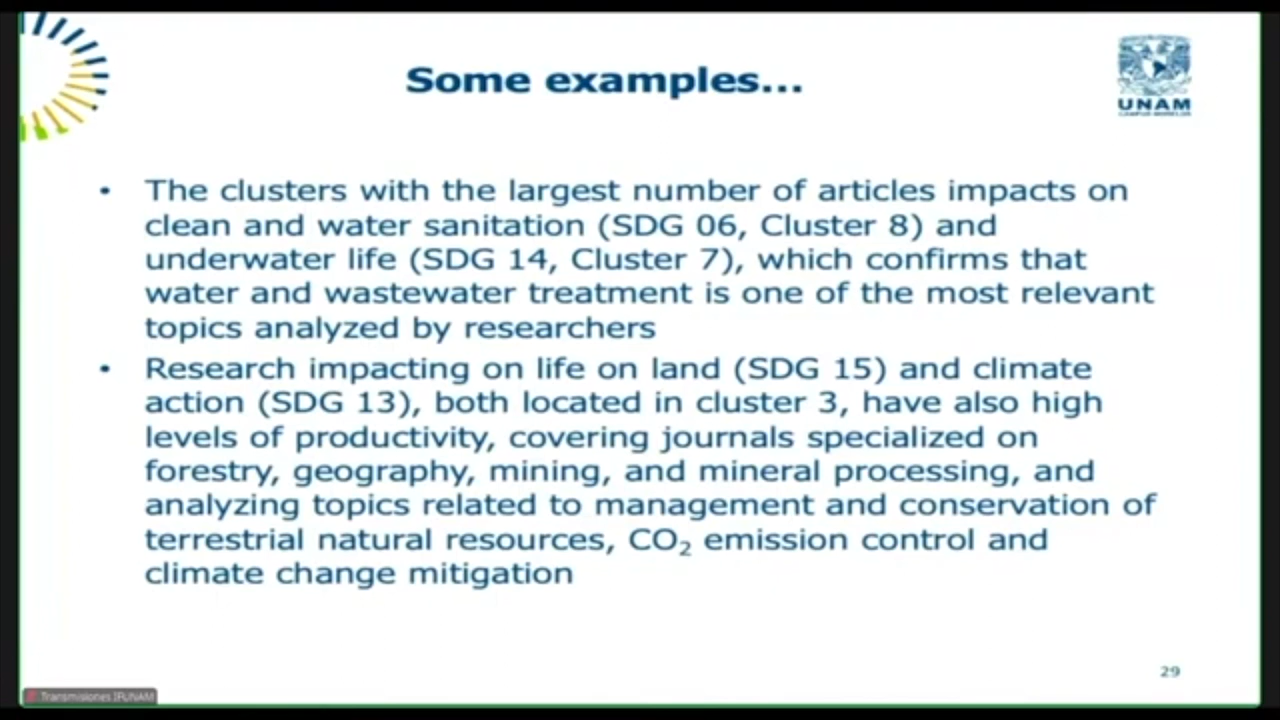 Some examples...
UNAM
• The clusters with the largest number of articles impacts on
clean and water sanitation (SDG 06, Cluster 8) and
underwater life (SDG 14, Cluster 7), which confirms that
water and wastewater treatment is one of the most relevant
topics analyzed by researchers
• Research impacting on life on land (SDG 15) and climate
action (SDG 13), both located in cluster 3, have also high
levels of productivity, covering journals specialized on
forestry, geography, mining, and mineral processing, and
analyzing topics related to management and conservation of
terrestrial natural resources, CO₂ emission control and
climate change mitigation
29
Transmisiones IFUNAM